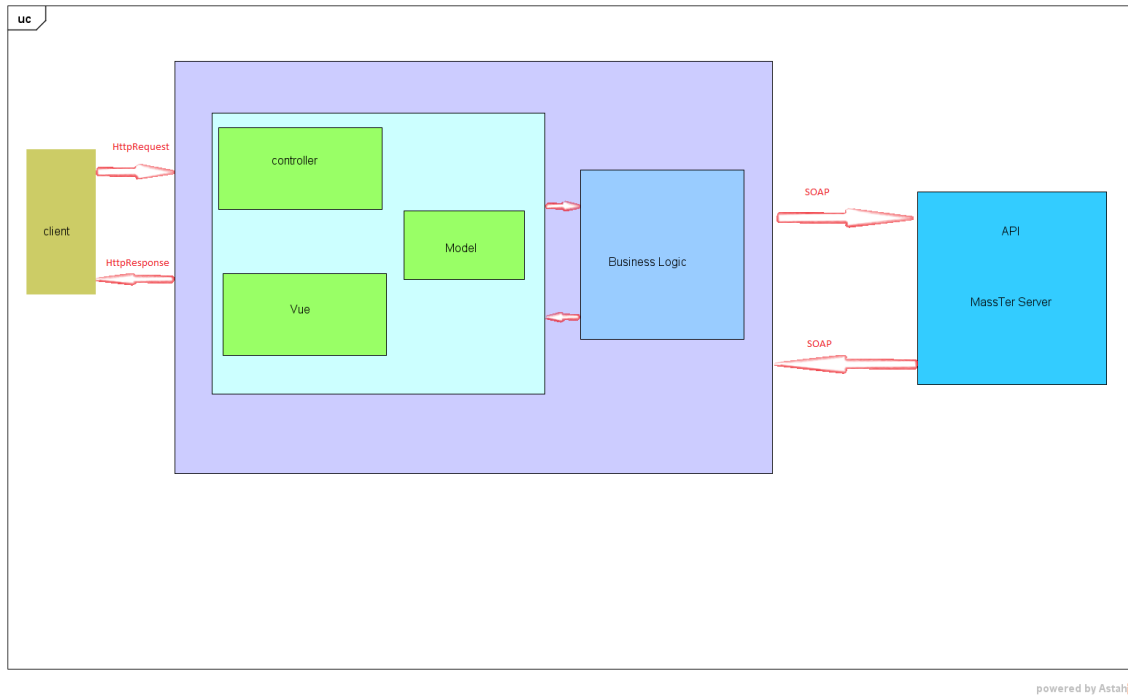 uc
HttpRequest
controller
SOAP
client
API
Model
Business Logic
HttpResponse
MassTer Server
Vue
SOAP
powered by Astah